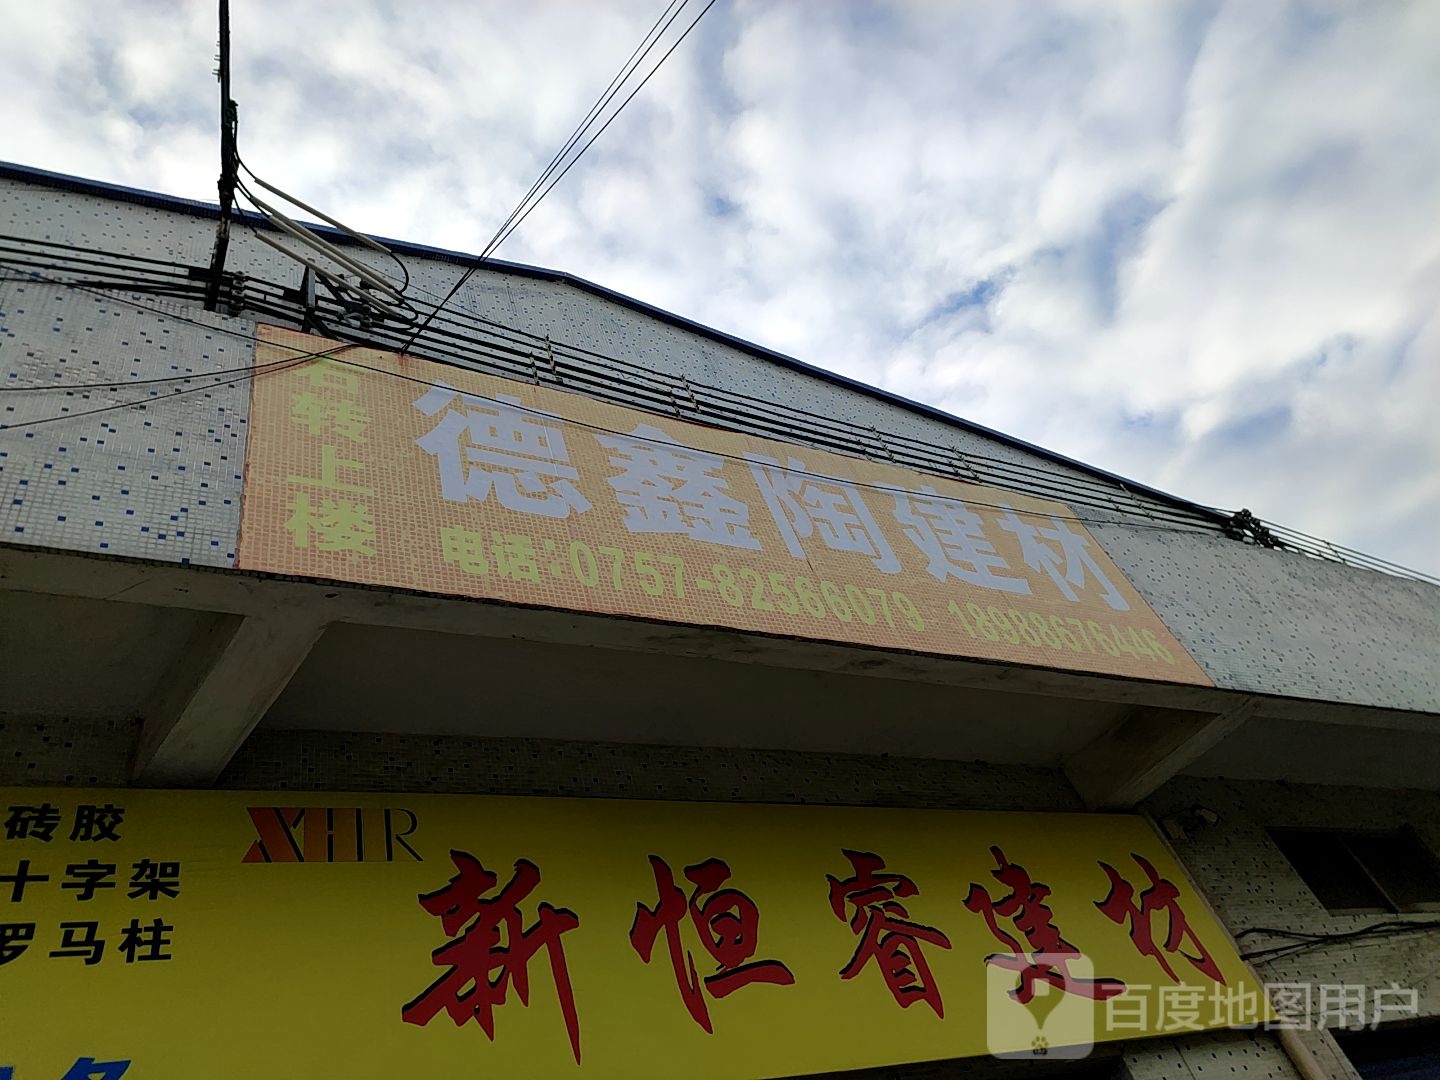 右转上楼
德鑫陶建材
电话:0757-82566079 18988676446
砖胶
十字架
罗马柱
XHR
新恒睿建材
百度地图用户